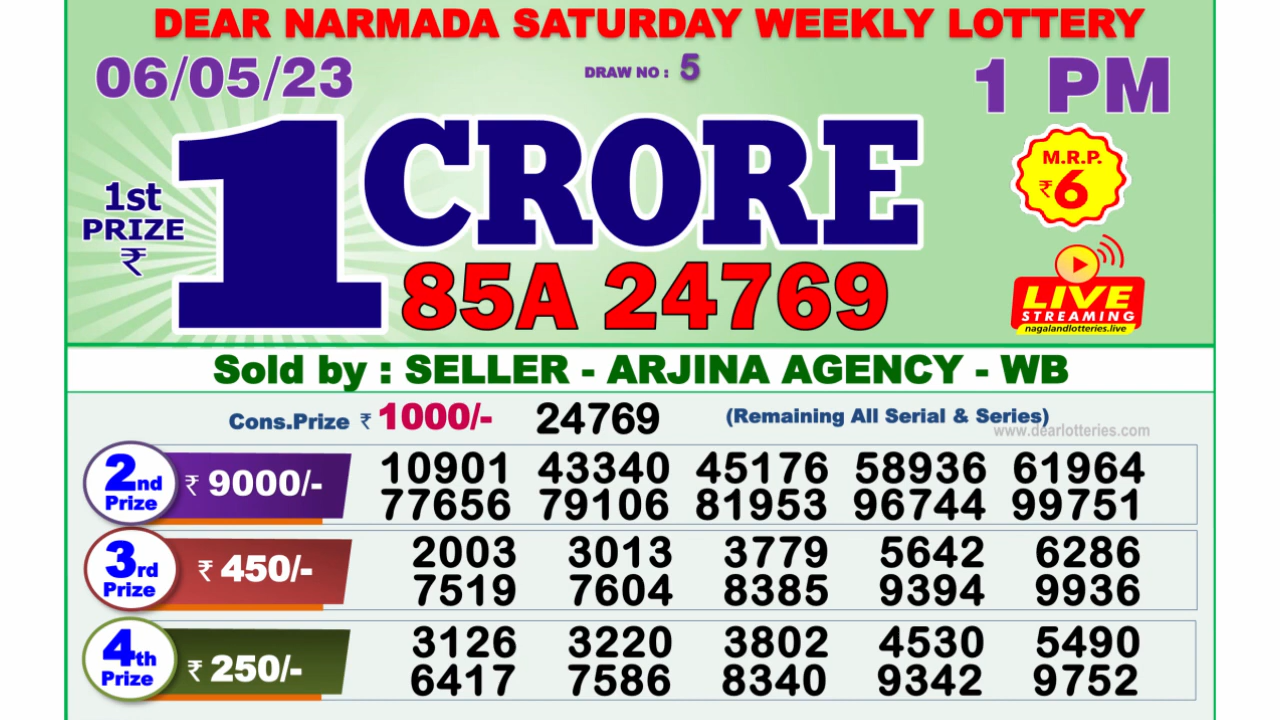 DEAR NARMADA SATURDAY WEEKLY LOTTERY
06/05/23 DRAW NO : 5 1 PM
1st PRIZE ₹ 1 CRORE
85A 24769
M.R.P.
₹6
LIVE
STREAMING
nagalandlotteries.live
Sold by : SELLER - ARJINA AGENCY - WB
Cons.Prize ₹ 1000/- 24769 (Remaining All Serial & Series)
www.dearlotteries.com
2nd Prize ₹ 9000/-
10901 43340 45176 58936 61964
77656 79106 81953 96744 99751
3rd Prize ₹ 450/-
2003 3013 3779 5642 6286
7519 7604 8385 9394 9936
4th Prize ₹ 250/-
3126 3220 3802 4530 5490
6417 7586 8340 9342 9752